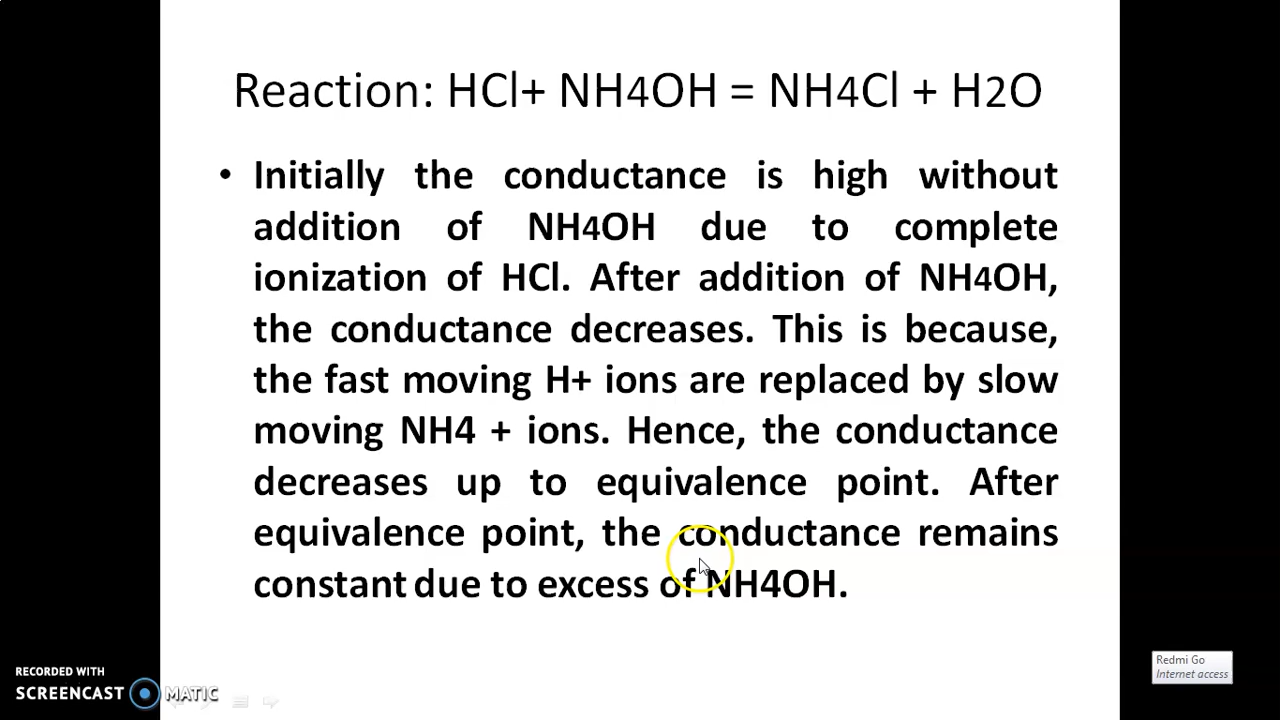 Reaction: HCl+ NH4OH = NH4Cl + H2O
• Initially the conductance is high without
addition of NH4OH due to complete
ionization of HCl. After addition of NH4OH,
the conductance decreases. This is because,
the fast moving H+ ions are replaced by slow
moving NH4 + ions. Hence, the conductance
decreases up to equivalence point. After
equivalence point, the conductance remains
constant due to excess of NH4OH.
Redmi Go
Internet access
RECORDED WITH
SCREENCAST MATIC